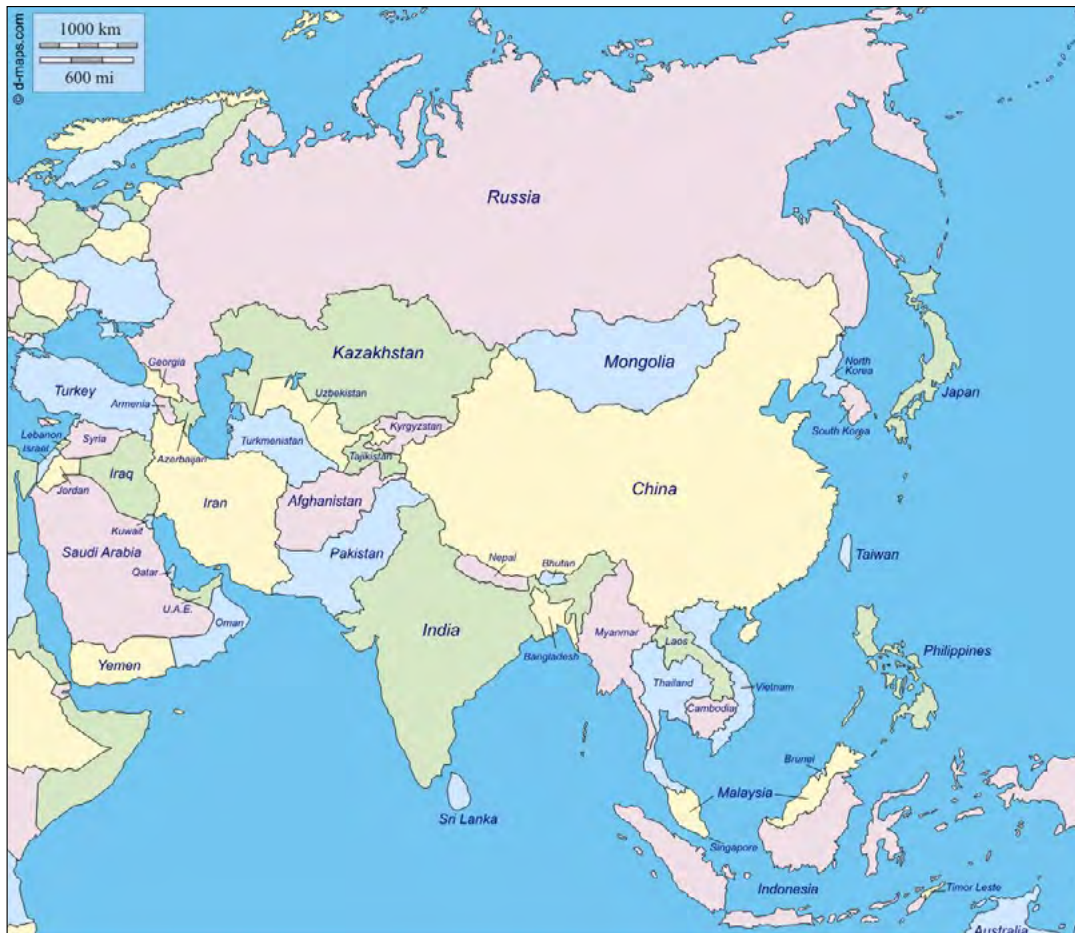 1000 km
600 mi
© d-maps.com
Russia
Kazakhstan
Mongolia
Georgia
Turkey
Uzbekistan
North
Korea
Armenia
Japan
Kyrgyzstan
Lebanon
Israel
Syria
Turkmenistan
South Korea
Azerbaijan
Tajikistan
Iraq
Jordan
Iran
Afghanistan
China
Kuwait
Saudi Arabia
Pakistan
Nepal
Bhutan
Taiwan
Qatar
U.A.E.
Oman
India
Myanmar
Laos
Yemen
Bangladesh
Philippines
Thailand
Vietnam
Cambodia
Brunei
Malaysia
Sri Lanka
Singapore
Indonesia
Timor Leste
Australia